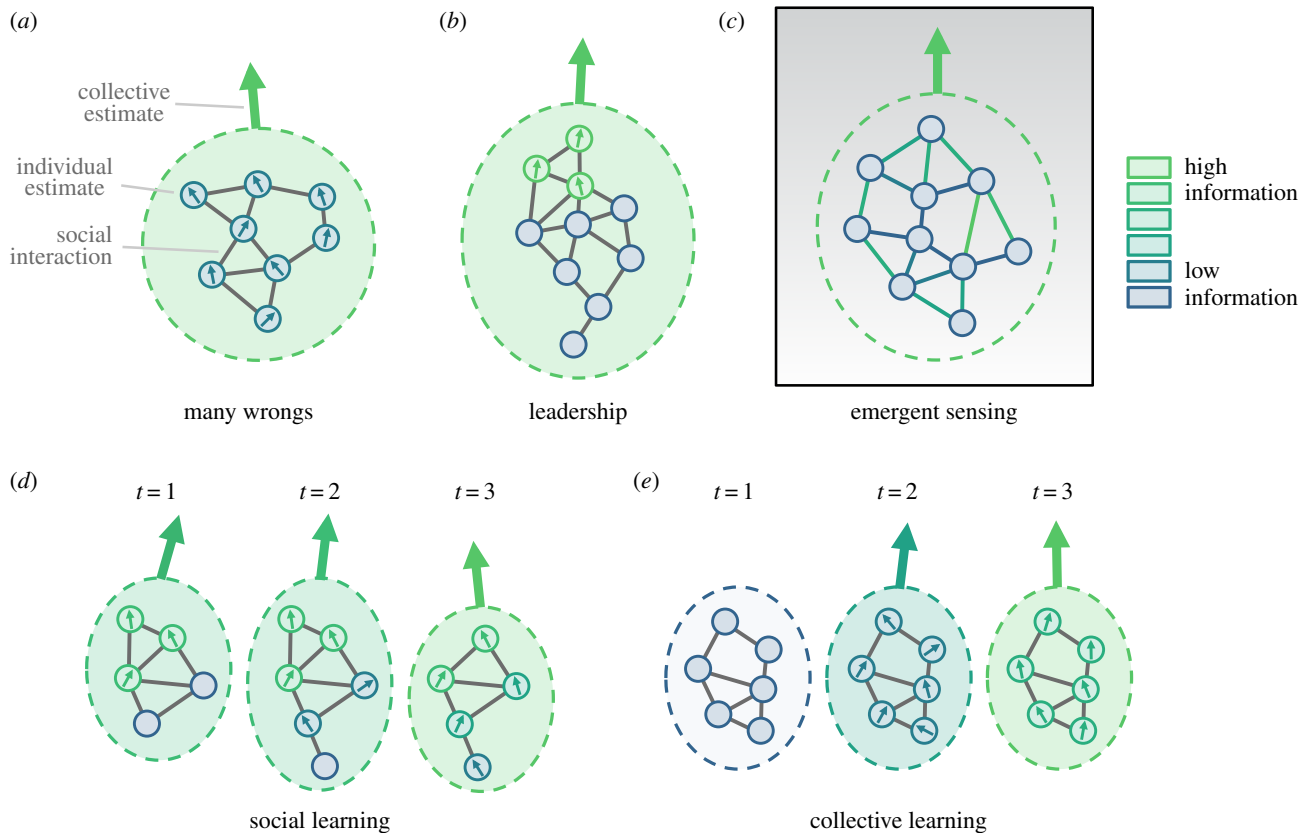 (a)
(b)
(c)
collective
estimate
individual
estimate
social
interaction
high
information
low
information
many wrongs
leadership
emergent sensing
(d)
(e)
t=1
t=2
t=3
t=1
t=2
t=3
social learning
collective learning